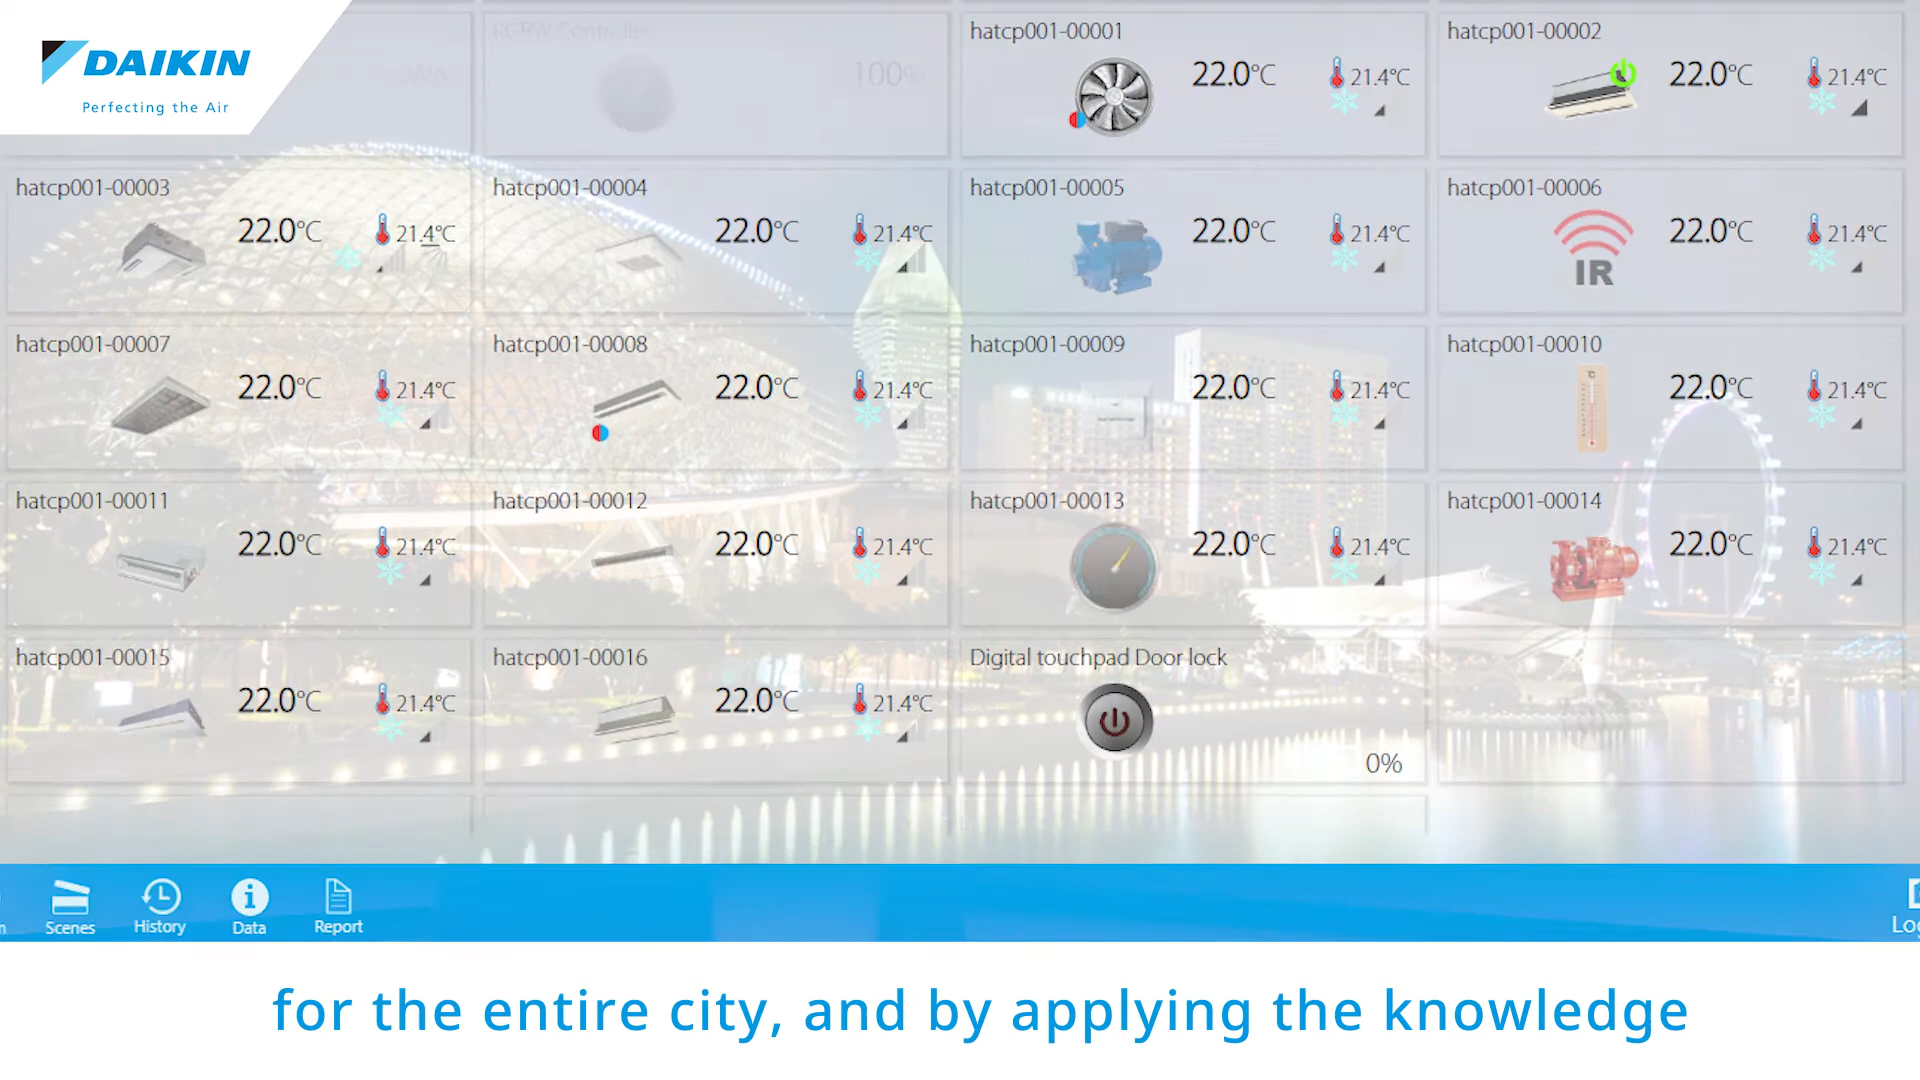 DAIKIN
Perfecting the Air
RGBW Controller
100%
hatcp001-00001
22.0°C
21.4°C
hatcp001-00002
22.0°C
21.4°C
hatcp001-00003
22.0°C
21.4°C
hatcp001-00004
22.0°C
21.4°C
hatcp001-00005
22.0°C
21.4°C
hatcp001-00006
IR
22.0°C
21.4°C
hatcp001-00007
22.0°C
21.4°C
hatcp001-00008
22.0°C
21.4°C
hatcp001-00009
22.0°C
21.4°C
hatcp001-00010
°C
22.0°C
21.4°C
hatcp001-00011
22.0°C
21.4°C
hatcp001-00012
22.0°C
21.4°C
hatcp001-00013
22.0°C
21.4°C
hatcp001-00014
22.0°C
21.4°C
hatcp001-00015
22.0°C
21.4°C
hatcp001-00016
22.0°C
21.4°C
Digital touchpad Door lock
0%
Scenes
History
Data
Report
for the entire city, and by applying the knowledge